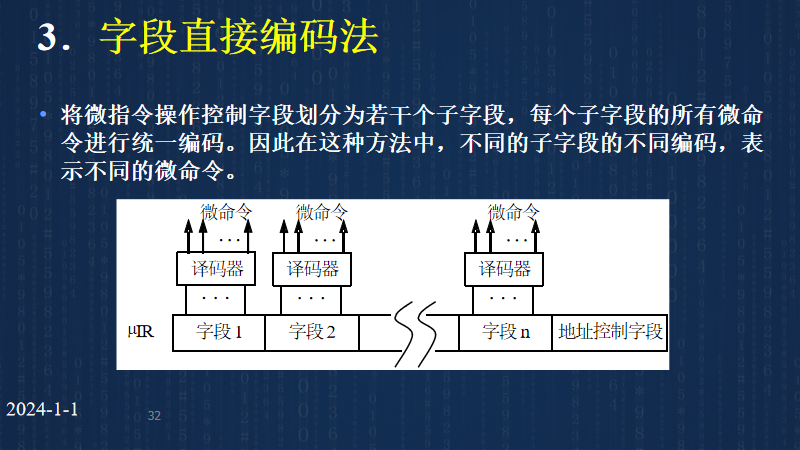 3．字段直接编码法
• 将微指令操作控制字段划分为若干个子字段，每个子字段的所有微命
令进行统一编码。因此在这种方法中，不同的子字段的不同编码，表
示不同的微命令。
微命令 微命令 微命令
… … …
译码器 译码器 译码器
… … …
μIR 字段 1 字段 2 字段 n 地址控制字段
2024-1-1 32